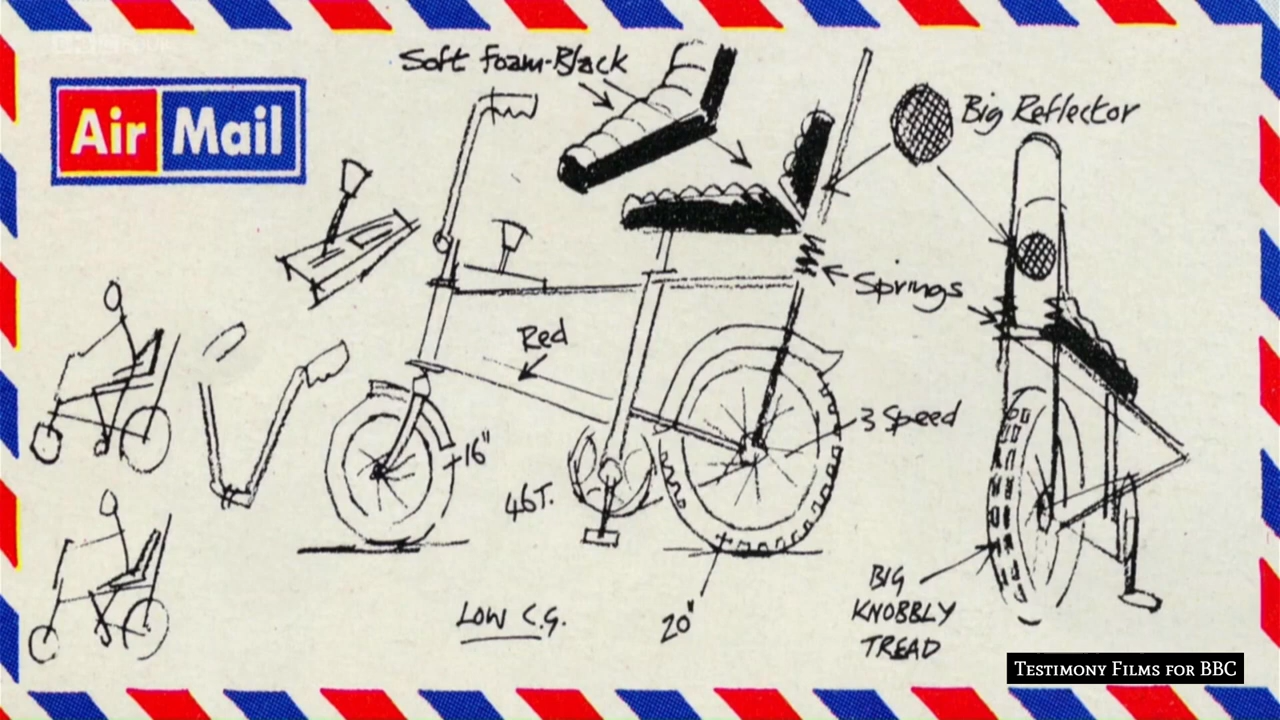 Soft foam-Black
Air Mail
Big Reflector
Springs
Red
3 Speed
16"
46T.
BIG
KNOBBLY
TREAD
LOW C.G.
20"
TESTIMONY FILMS FOR BBC